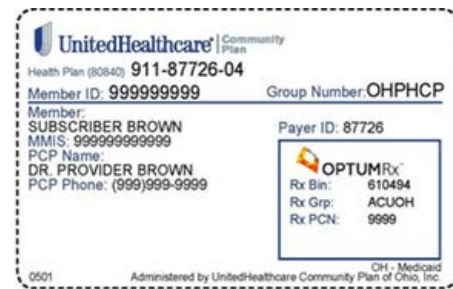 UnitedHealthcare® Community Plan
Health Plan (80840) 911-87726-04
Member ID: 999999999 Group Number: OHPHCP
Member:
SUBSCRIBER BROWN Payer ID: 87726
MMIS: 999999999999
PCP Name:
DR. PROVIDER BROWN
PCP Phone: (999)999-9999
OPTUMRx™
Rx Bin: 610494
Rx Grp: ACUOH
Rx PCN: 9999
OH - Medicaid
0501 Administered by UnitedHealthcare Community Plan of Ohio, Inc.